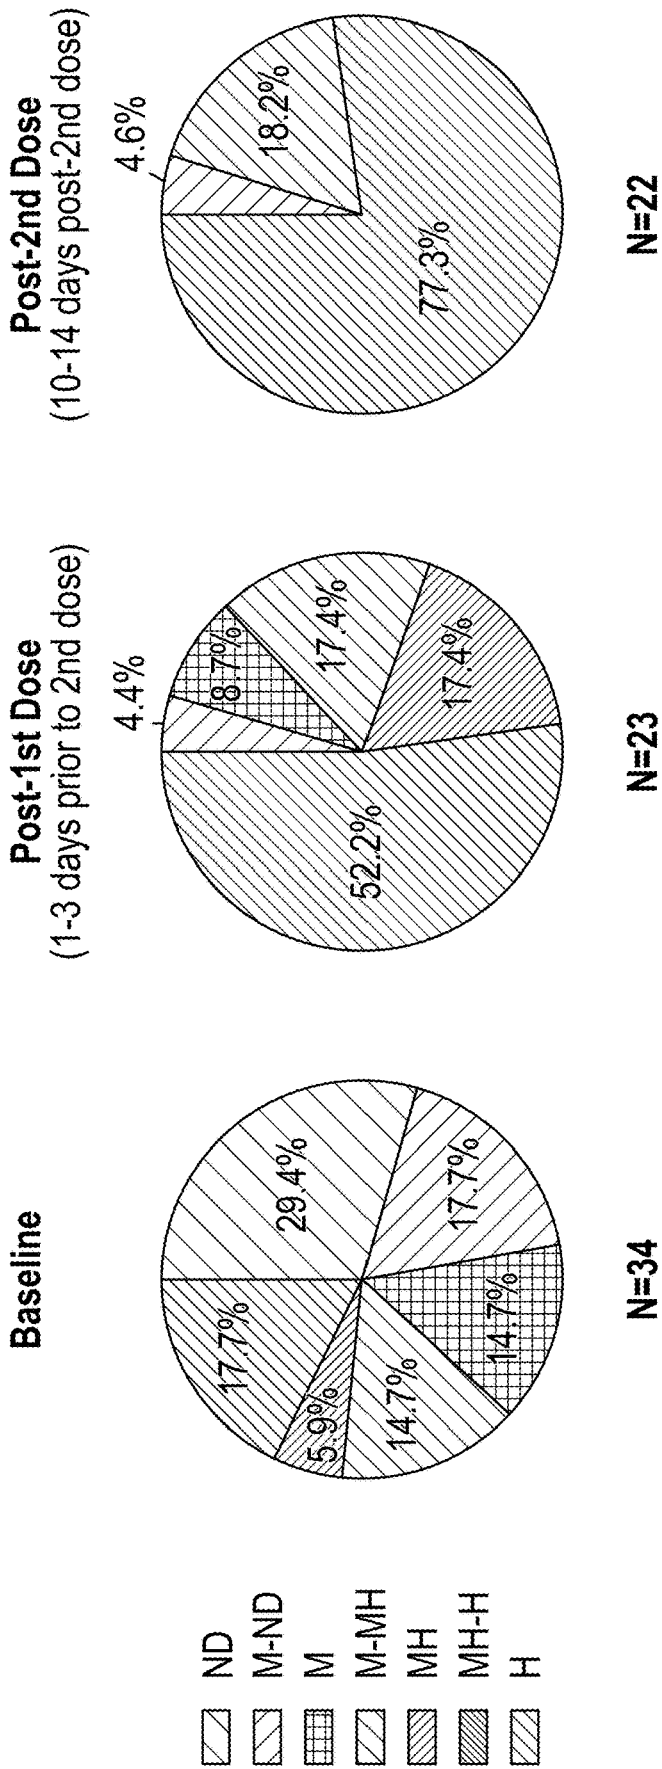 ND
M-ND
M
M-MH
MH
MH-H
H
Baseline
29.4%
17.7%
14.7%
14.7%
5.9%
17.7%
N=34
Post-1st Dose
(1-3 days prior to 2nd dose)
4.4%
8.7%
17.4%
17.4%
52.2%
N=23
Post-2nd Dose
(10-14 days post-2nd dose)
4.6%
18.2%
77.3%
N=22